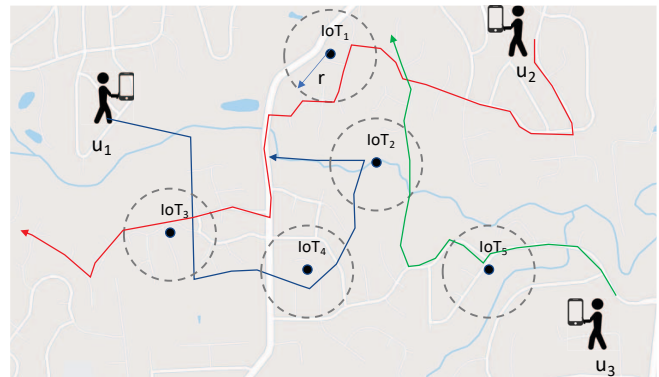 IoT₁
r
u₂
IoT₂
u₁
IoT₃
IoT₄
IoT₅
u₃